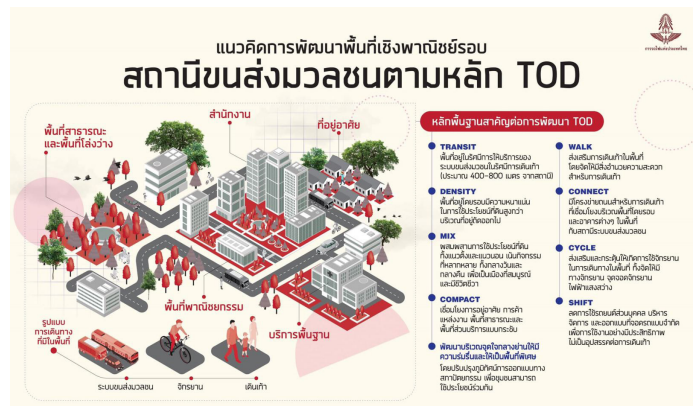 การรถไฟแห่งประเทศไทย
แนวคิดการพัฒนาพื้นที่เชิงพาณิชย์รอบ
สถานีขนส่งมวลชนตามหลัก TOD
พื้นที่สาธารณะ
และพื้นที่โล่งว่าง
สำนักงาน
ที่อยู่อาศัย
พื้นที่พาณิชยกรรม
บริการพื้นฐาน
รูปแบบ
การเดินทาง
ที่มีในพื้นที่
ระบบขนส่งมวลชน
จักรยาน
เดินเท้า
หลักพื้นฐานสาคัญต่อการพัฒนา TOD
TRANSIT
พื้นที่อยู่ในรัศมีการให้บริการของ
ระบบขนส่งมวลชนในรัศมีการเดินเท้า
(ประมาณ 400-800 เมตร จากสถานี)
DENSITY
พื้นที่อยู่โดยรอบมีความหนาแน่น
ในการใช้ประโยชน์ที่ดินสูงกว่า
บริเวณที่อยู่ถัดออกไป
MIX
ผสมผสานการใช้ประโยชน์ที่ดิน
ทั้งแนวตั้งและแนวนอน เน้นกิจกรรม
ที่หลากหลาย ทั้งกลางวันและ
กลางคืน เพื่อเป็นเมืองที่สมบูรณ์
และมีชีวิตชีวา
COMPACT
เชื่อมโยงการอยู่อาศัย การค้า
แหล่งงาน พื้นที่สาธารณะและ
พื้นที่ส่วนบริการแบบกระชับ
พัฒนาบริเวณจุดใจกลางย่านให้มี
ความร่มรื่นและให้เป็นพื้นที่พิเศษ
โดยปรับปรุงภูมิทัศน์การออกแบบทาง
สถาปัตยกรรม เพื่อชุมชนสามารถ
ใช้ประโยชน์ร่วมกัน
WALK
ส่งเสริมการเดินเท้าในพื้นที่
โดยจัดให้มีสิ่งอำนวยความสะดวก
สำหรับการเดินเท้า
CONNECT
มีโครงข่ายถนนสำหรับการเดินเท้า
ที่เชื่อมโยงบริเวณพื้นที่โดยรอบ
และอาคารต่างๆ ในพื้นที่
กับสถานีระบบขนส่งมวลชน
CYCLE
ส่งเสริมและกระตุ้นให้เกิดการใช้จักรยาน
ในการเดินทางในพื้นที่ ทั้งจัดให้มี
ทางจักรยาน จุดจอดจักรยาน
ไฟฟ้าแสงสว่าง
SHIFT
ลดการใช้รถยนต์ส่วนบุคคล บริหาร
จัดการ และออกแบบที่จอดรถแบบจำกัด
เพื่อการใช้งานอย่างมีประสิทธิภาพ
ไม่เป็นอุปสรรคต่อการเดินเท้า